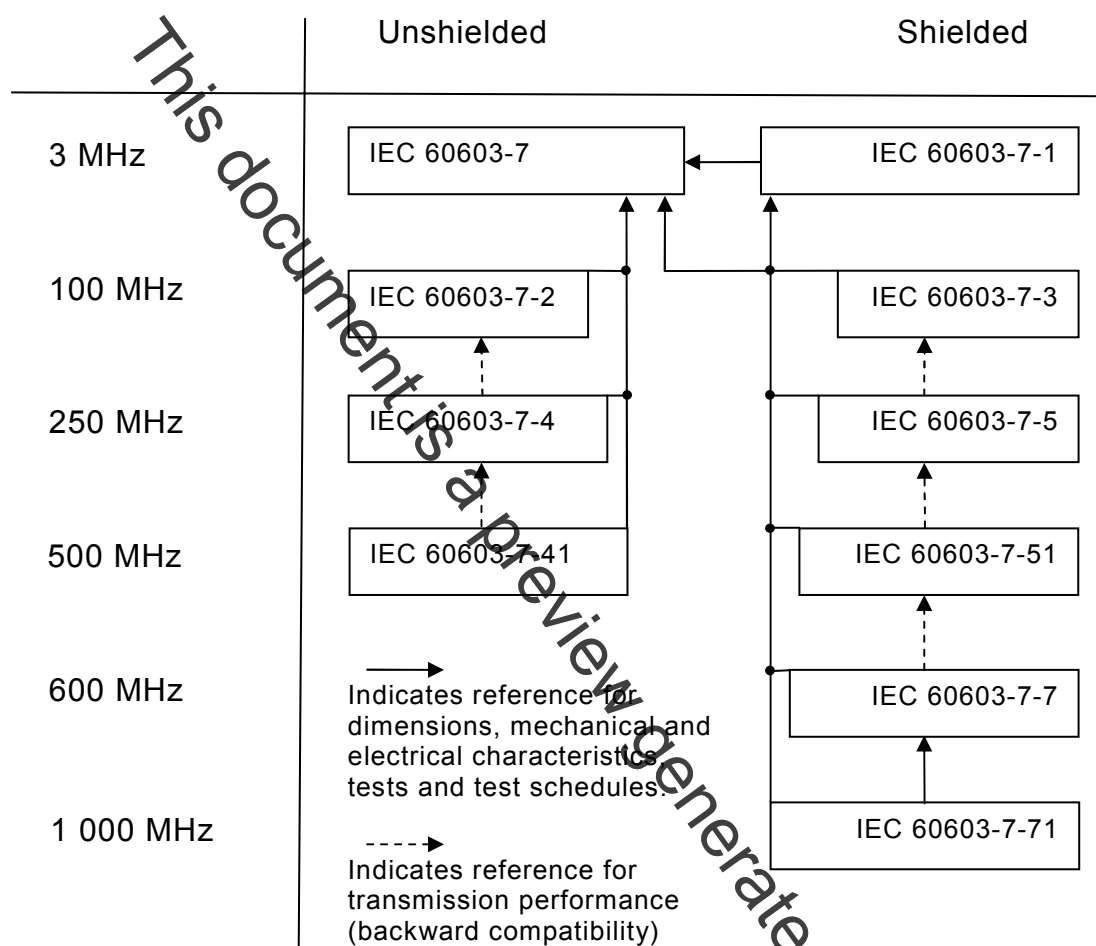 Unshielded Shielded
3 MHz IEC 60603-7 IEC 60603-7-1
100 MHz IEC 60603-7-2 IEC 60603-7-3
250 MHz IEC 60603-7-4 IEC 60603-7-5
500 MHz IEC 60603-7-41 IEC 60603-7-51
600 MHz IEC 60603-7-7
Indicates reference for
dimensions, mechanical and
electrical characteristics,
tests and test schedules.
1 000 MHz IEC 60603-7-71
Indicates reference for
transmission performance
(backward compatibility)
This document is a preview generate